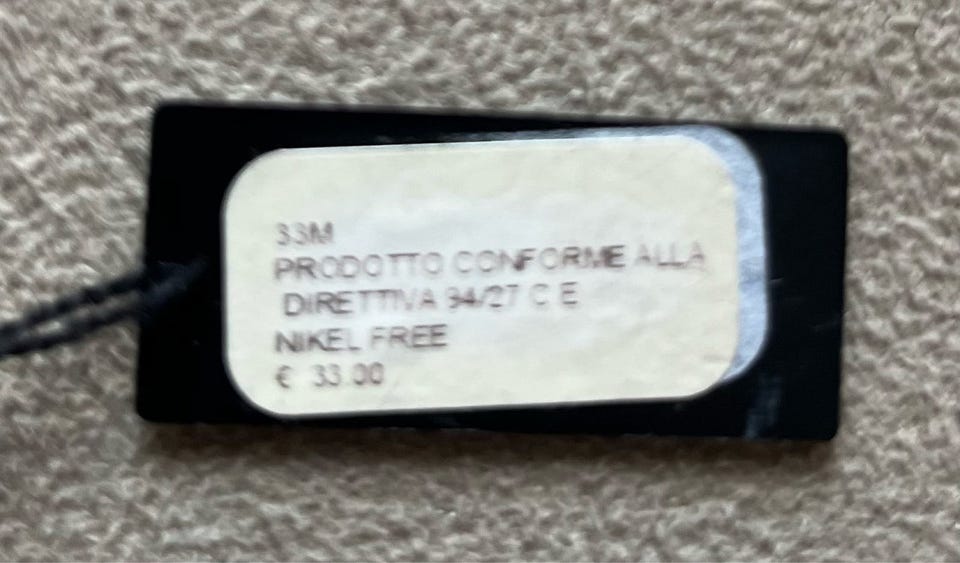 33M
PRODOTTO CONFORME ALLA
DIRETTIVA 94/27 C E
NIKEL FREE
€ 33.00